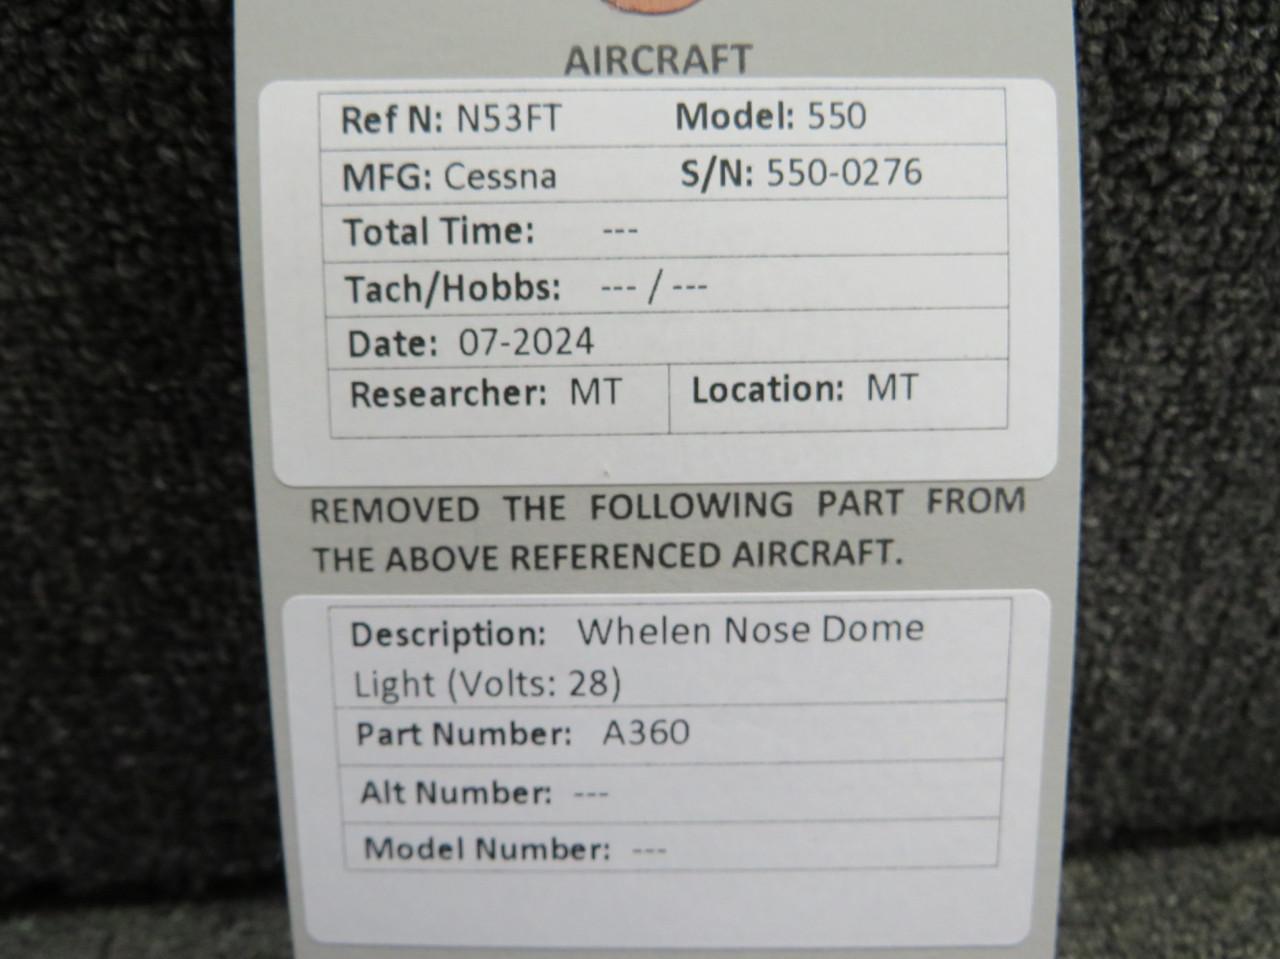 AIRCRAFT
Ref N: N53FT Model: 550
MFG: Cessna S/N: 550-0276
Total Time: ---
Tach/Hobbs: --- / ---
Date: 07-2024
Researcher: MT Location: MT
REMOVED THE FOLLOWING PART FROM
THE ABOVE REFERENCED AIRCRAFT.
Description: Whelen Nose Dome
Light (Volts: 28)
Part Number: A360
Alt Number: ---
Model Number: ---